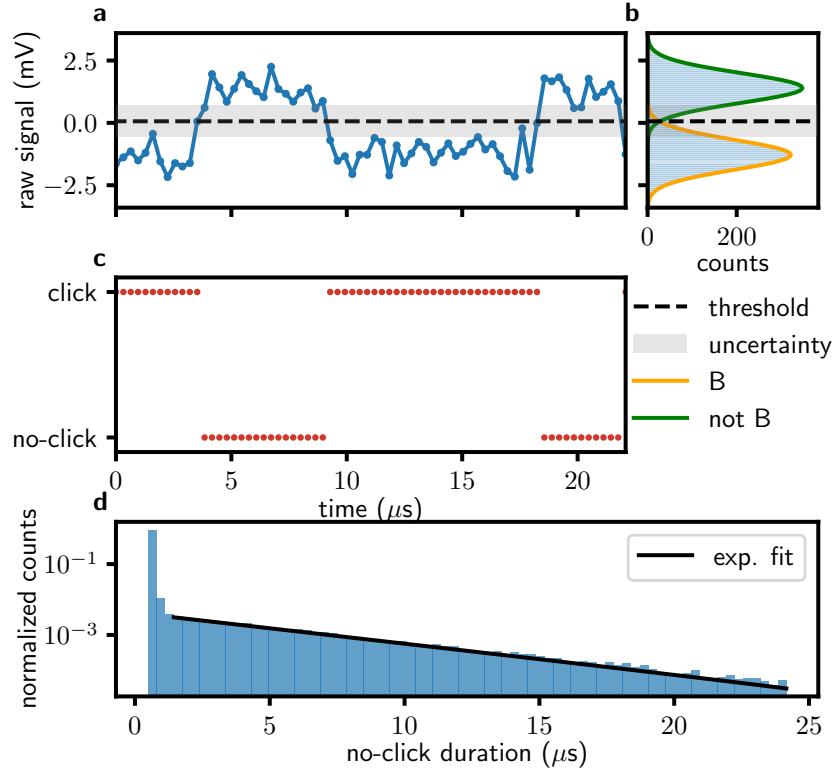 a
b
raw signal (mV)
2.5
0.0
−2.5
0
200
counts
c
click
no-click
0
5
10
15
20
time (μs)
threshold
uncertainty
B
not B
d
normalized counts
10⁻¹
10⁻³
exp. fit
0
5
10
15
20
25
no-click duration (μs)